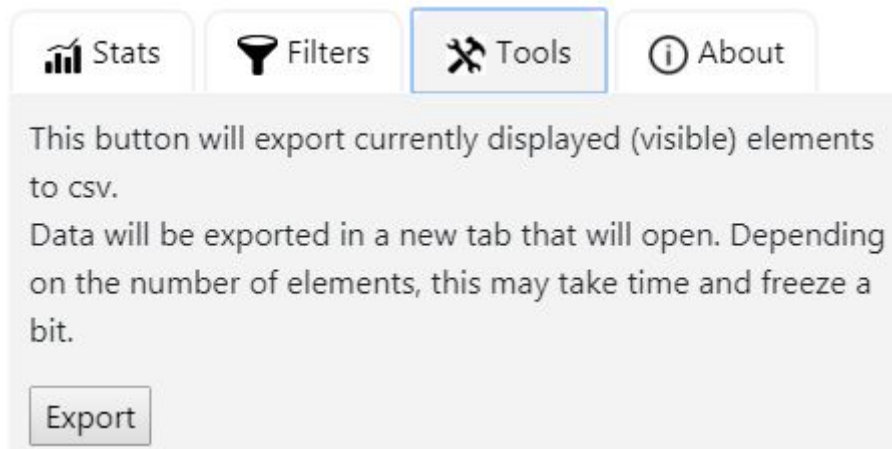 Stats Filters Tools About
This button will export currently displayed (visible) elements
to csv.
Data will be exported in a new tab that will open. Depending
on the number of elements, this may take time and freeze a
bit.
Export